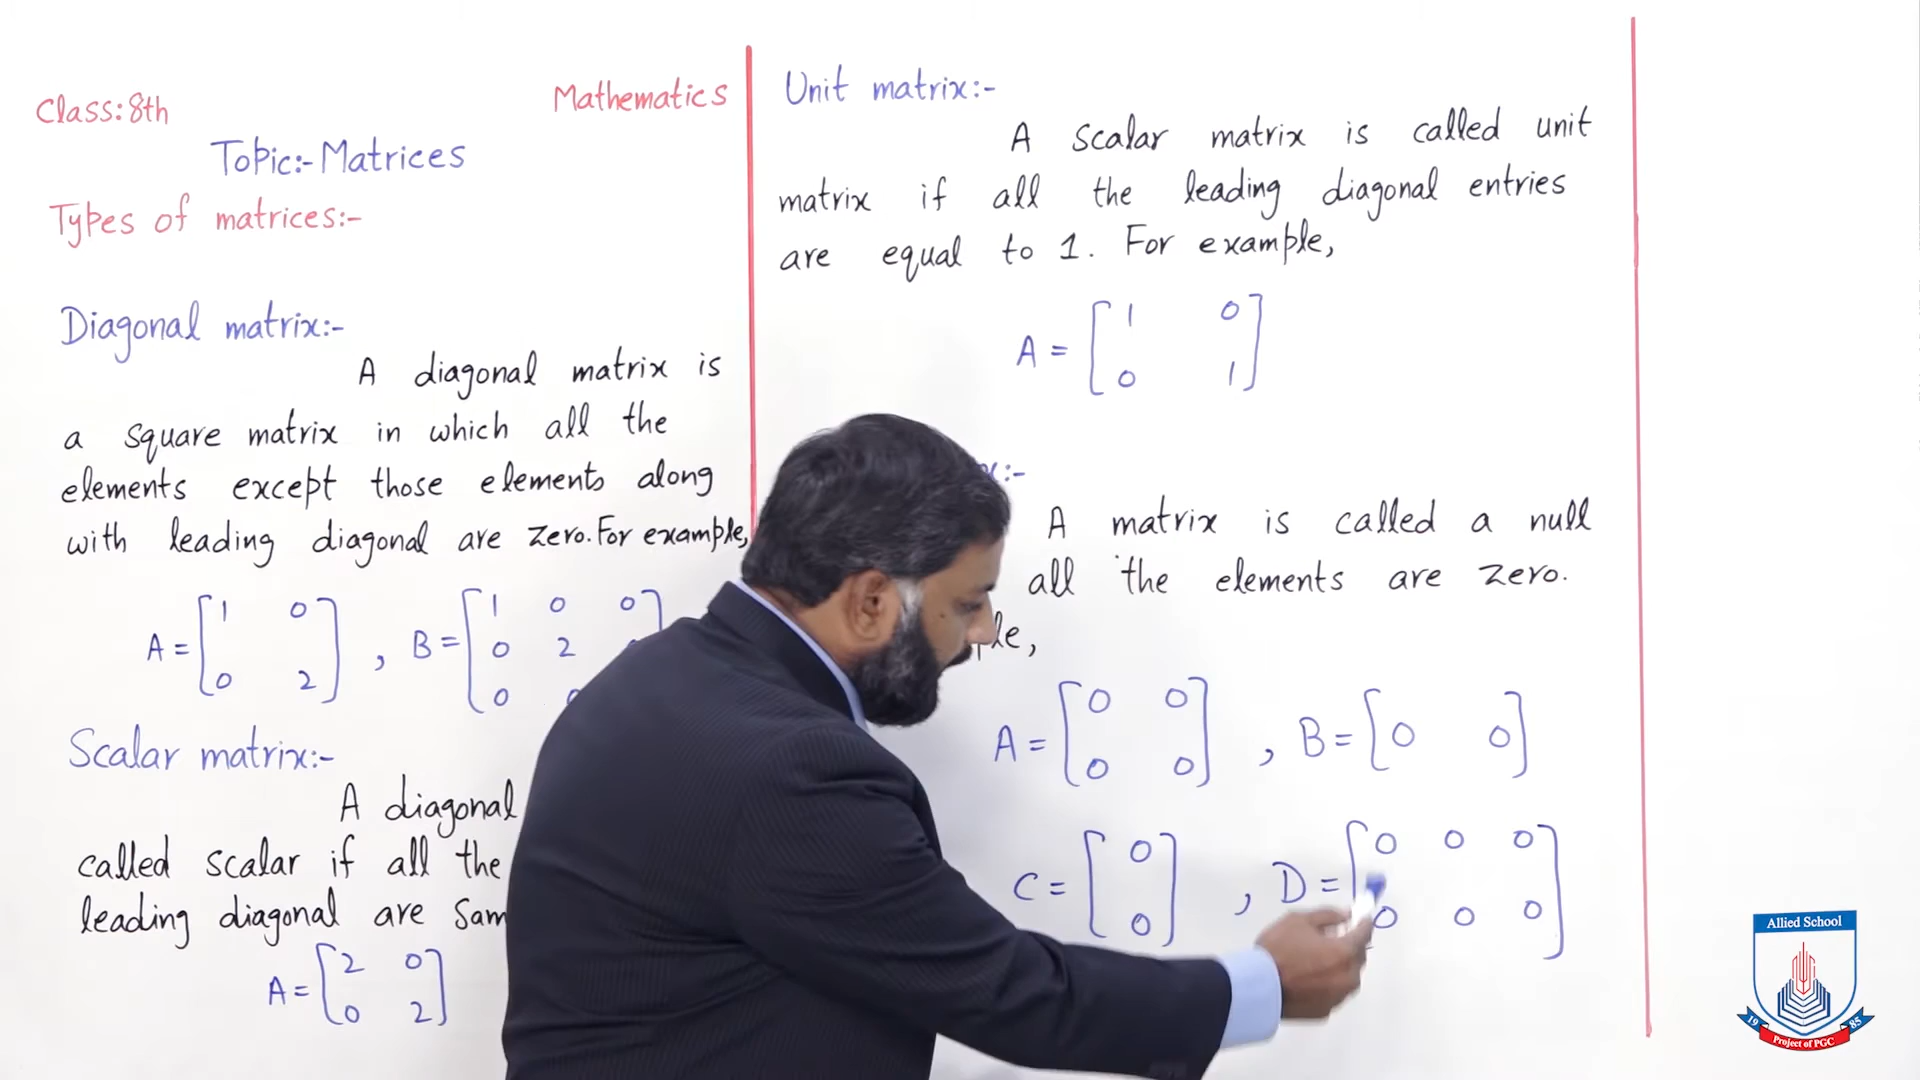 Class: 8th
Mathematics
Topic:- Matrices
Types of matrices:-
Diagonal matrix:-
A diagonal matrix is
a square matrix in which all the
elements except those elements along
with leading diagonal are zero. For example,
A = [ 1 0
0 2 ] , B = [ 1 0 0
0 2
0
Scalar matrix:-
A diagonal
called scalar if all the
leading diagonal are sam
A = [ 2 0
0 2 ]
Unit matrix:-
A scalar matrix is called unit
matrix if all the leading diagonal entries
are equal to 1. For example,
A = [ 1 0
0 1 ]
x:-
A matrix is called a null
all the elements are zero.
ple,
A = [ 0 0
0 0 ] , B = [ 0 0 ]
C = [ 0
0 ] , D = [ 0 0 0
0 0 0 ]
Allied School
19 85
Project of PGC